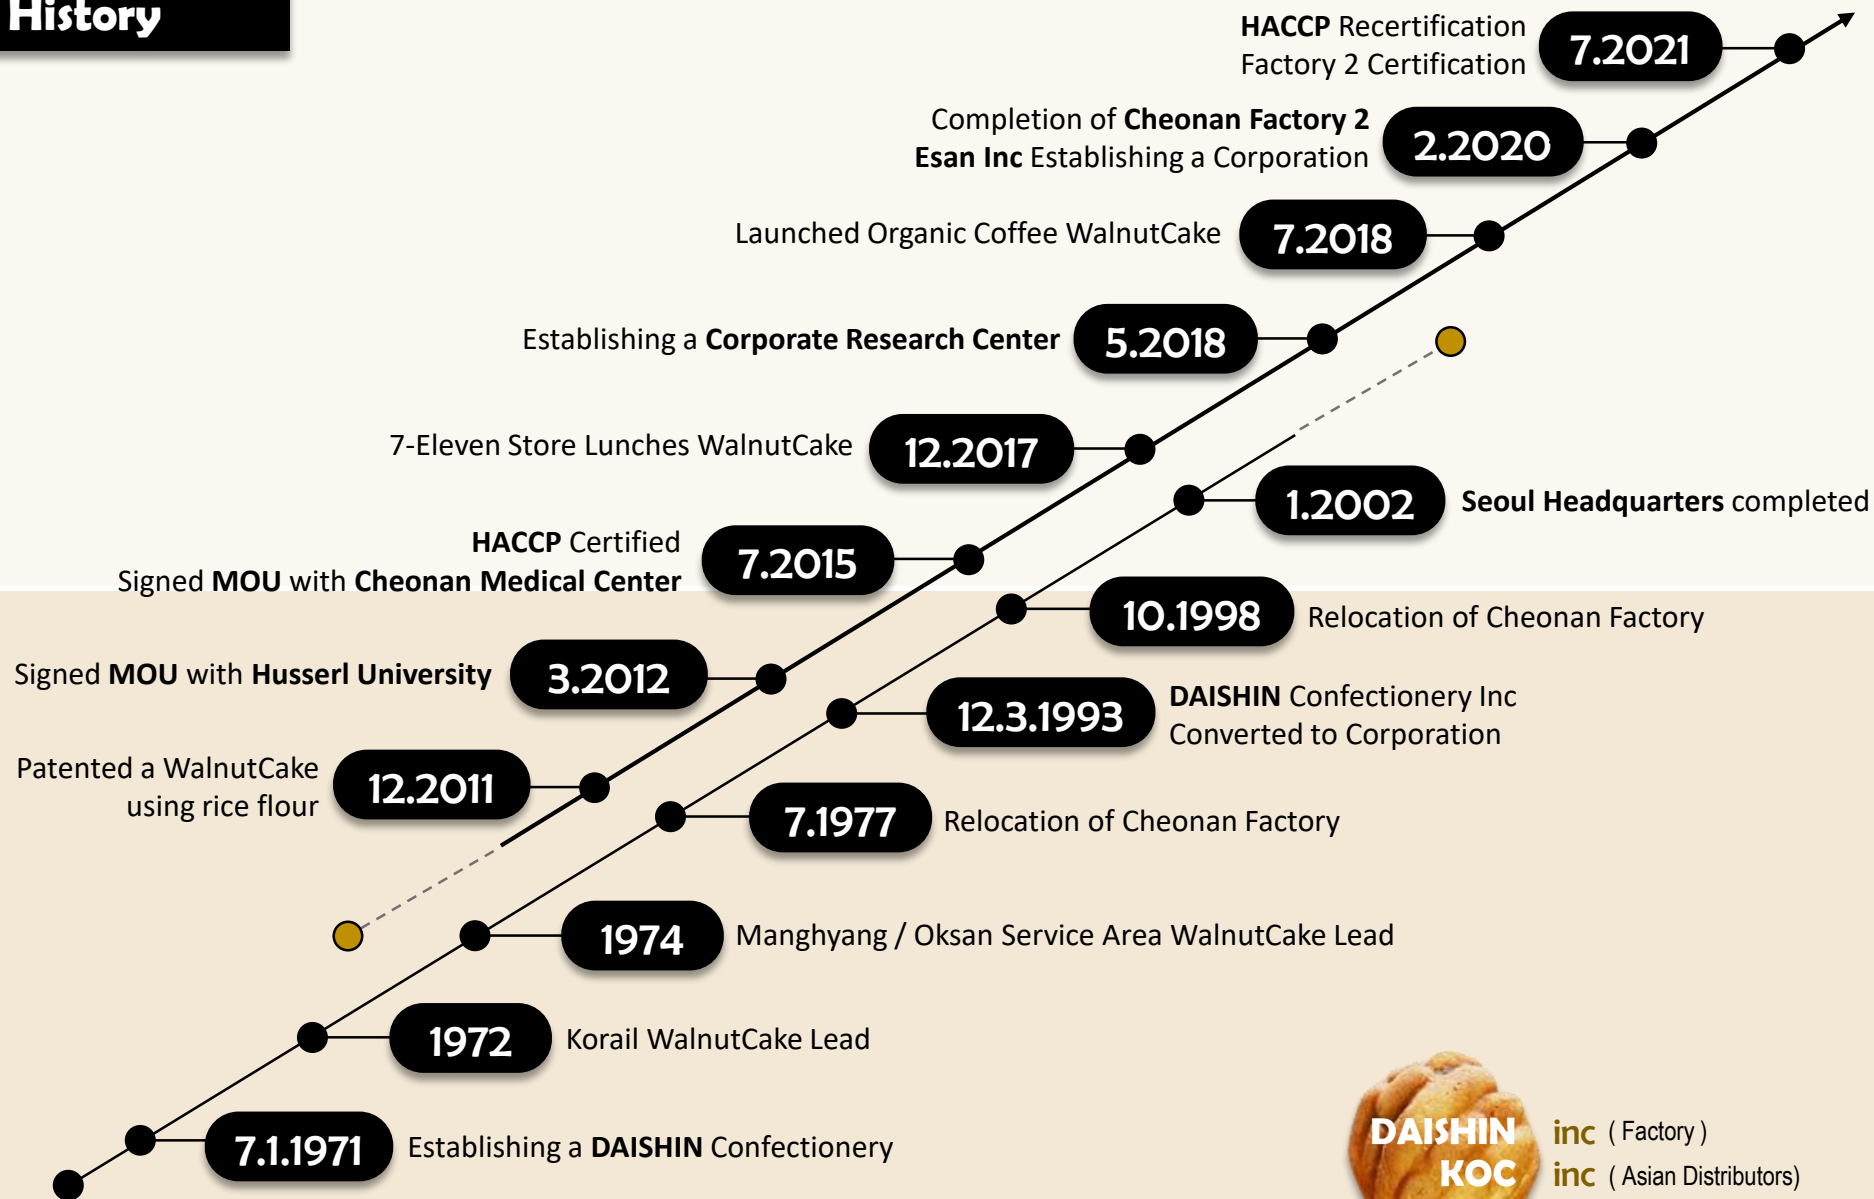 History
HACCP Recertification
Factory 2 Certification
7.2021
Completion of Cheonan Factory 2
Esan Inc Establishing a Corporation
2.2020
Launched Organic Coffee WalnutCake
7.2018
Establishing a Corporate Research Center
5.2018
7-Eleven Store Lunches WalnutCake
12.2017
1.2002
Seoul Headquarters completed
HACCP Certified
Signed MOU with Cheonan Medical Center
7.2015
10.1998
Relocation of Cheonan Factory
Signed MOU with Husserl University
3.2012
12.3.1993
DAISHIN Confectionery Inc
Converted to Corporation
Patented a WalnutCake
using rice flour
12.2011
7.1977
Relocation of Cheonan Factory
1974
Manghyang / Oksan Service Area WalnutCake Lead
1972
Korail WalnutCake Lead
7.1.1971
Establishing a DAISHIN Confectionery
DAISHIN inc ( Factory )
KOC inc ( Asian Distributors)